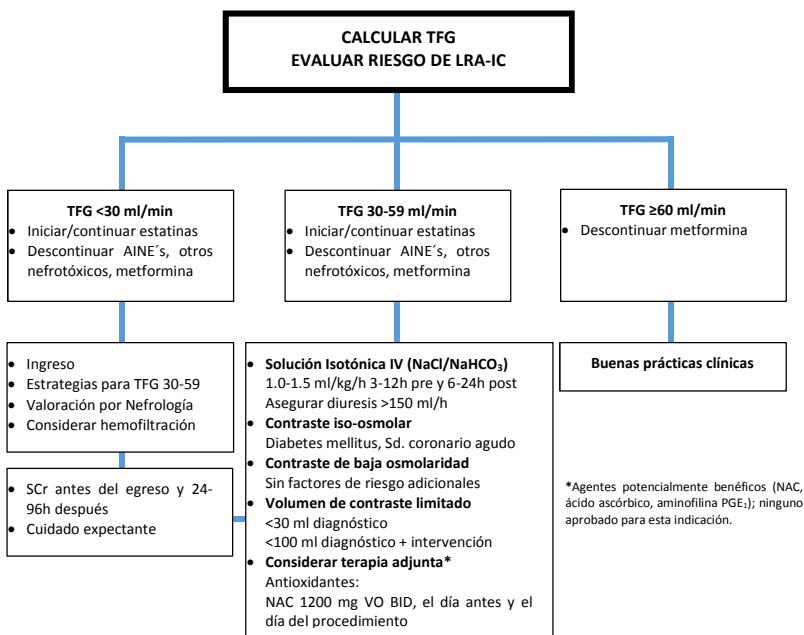 CALCULAR TFG
EVALUAR RIESGO DE LRA-IC
TFG <30 ml/min
• Iniciar/continuar estatinas
• Descontinuar AINE´s, otros
nefrotóxicos, metformina
TFG 30-59 ml/min
• Iniciar/continuar estatinas
• Descontinuar AINE´s, otros
nefrotóxicos, metformina
TFG ≥60 ml/min
• Descontinuar metformina
• Ingreso
• Estrategias para TFG 30-59
• Valoración por Nefrología
• Considerar hemofiltración
• SCr antes del egreso y 24-
96h después
• Cuidado expectante
• Solución Isotónica IV (NaCl/NaHCO₃)
1.0-1.5 ml/kg/h 3-12h pre y 6-24h post
Asegurar diuresis >150 ml/h
• Contraste iso-osmolar
Diabetes mellitus, Sd. coronario agudo
• Contraste de baja osmolaridad
Sin factores de riesgo adicionales
• Volumen de contraste limitado
<30 ml diagnóstico
<100 ml diagnóstico + intervención
• Considerar terapia adjunta*
Antioxidantes:
NAC 1200 mg VO BID, el día antes y el
día del procedimiento
Buenas prácticas clínicas
*Agentes potencialmente benéficos (NAC,
ácido ascórbico, aminofilina PGE₁); ninguno
aprobado para esta indicación.